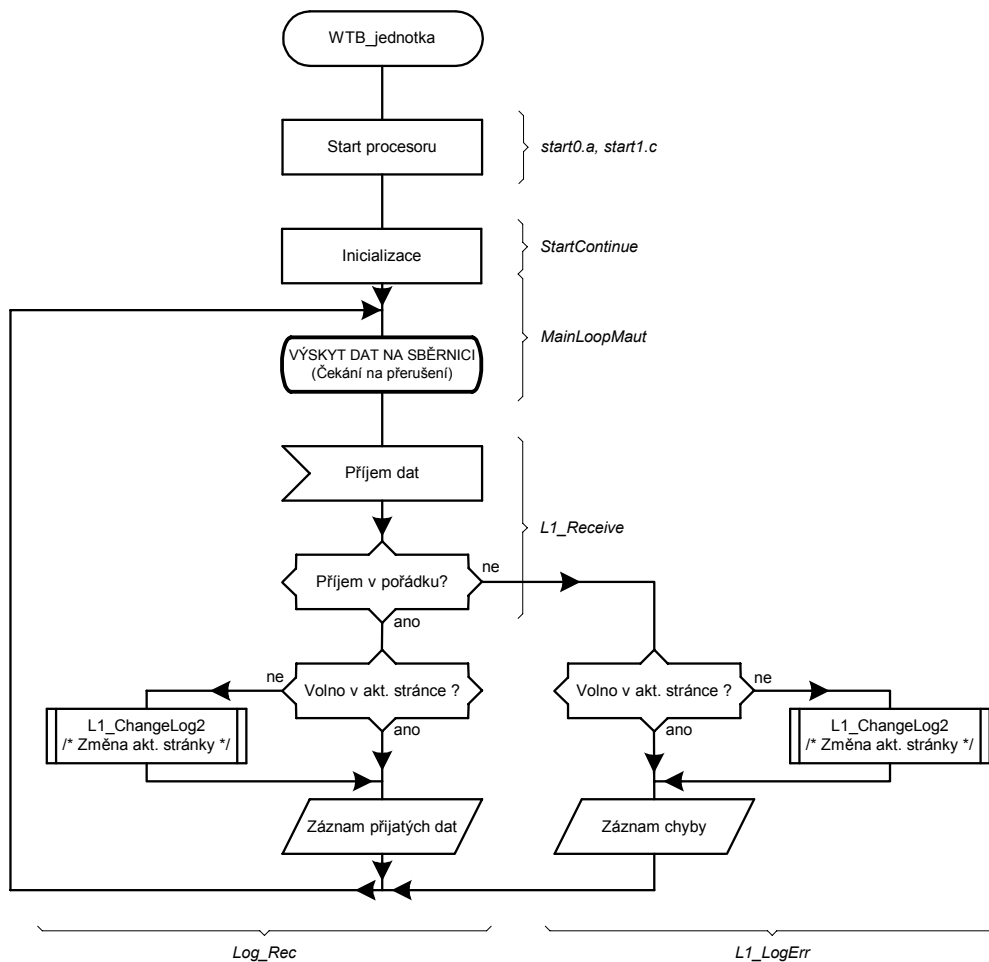 WTB_jednotka
Start procesoru
start0.a, start1.c
Inicializace
StartContinue
MainLoopMaut
VÝSKYT DAT NA SBĚRNICI
(Čekání na přerušení)
Příjem dat
L1_Receive
Příjem v pořádku?
ne
ano
ne
Volno v akt. stránce ?
Volno v akt. stránce ?
ne
L1_ChangeLog2
/* Změna akt. stránky */
ano
ano
L1_ChangeLog2
/* Změna akt. stránky */
Záznam přijatých dat
Záznam chyby
Log_Rec
L1_LogErr